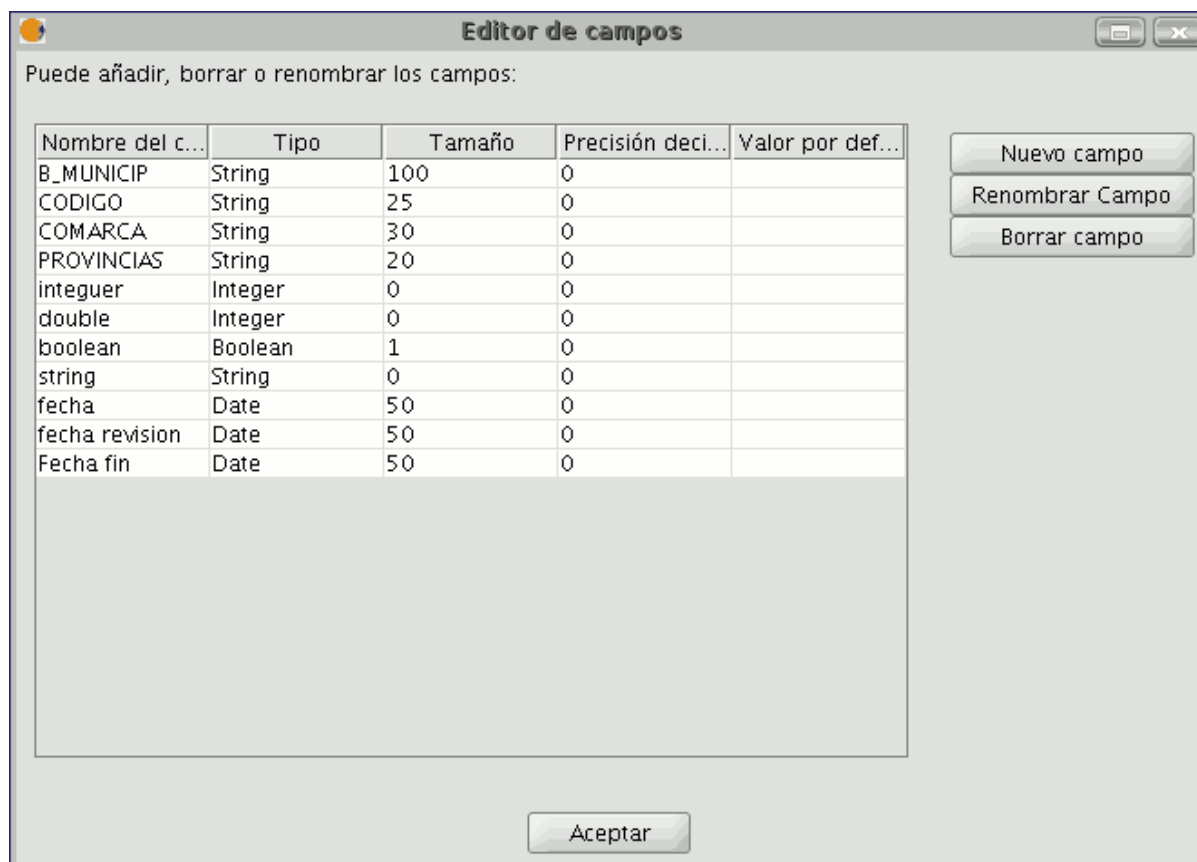 Editor de campos
Puede añadir, borrar o renombrar los campos:
Nombre del c... Tipo Tamaño Precisión deci... Valor por def...
B_MUNICIP String 100 0
CODIGO String 25 0
COMARCA String 30 0
PROVINCIAS String 20 0
integuer Integer 0 0
double Integer 0 0
boolean Boolean 1 0
string String 0 0
fecha Date 50 0
fecha revision Date 50 0
Fecha fin Date 50 0
Nuevo campo
Renombrar Campo
Borrar campo
Aceptar